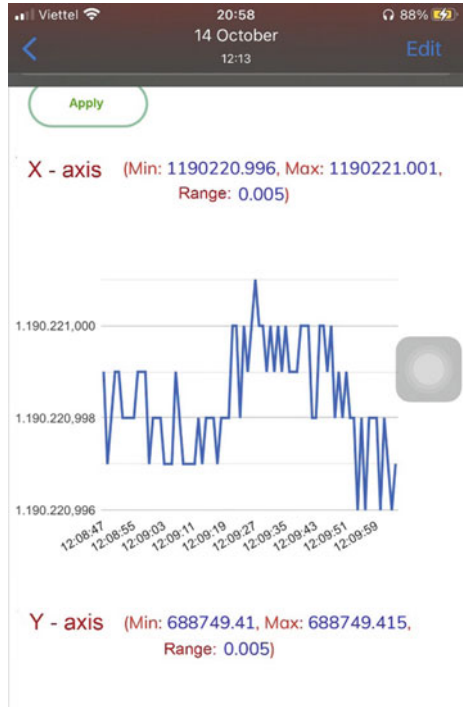 Viettel 20:58 88%
14 October
12:13
Edit
Apply
X - axis (Min: 1190220.996, Max: 1190221.001,
Range: 0.005)
1.190.221,000
1.190.220,998
1.190.220,996
12:08:47 12:08:55 12:09:03 12:09:11 12:09:19 12:09:27 12:09:35 12:09:43 12:09:51 12:09:59
Y - axis (Min: 688749.41, Max: 688749.415,
Range: 0.005)